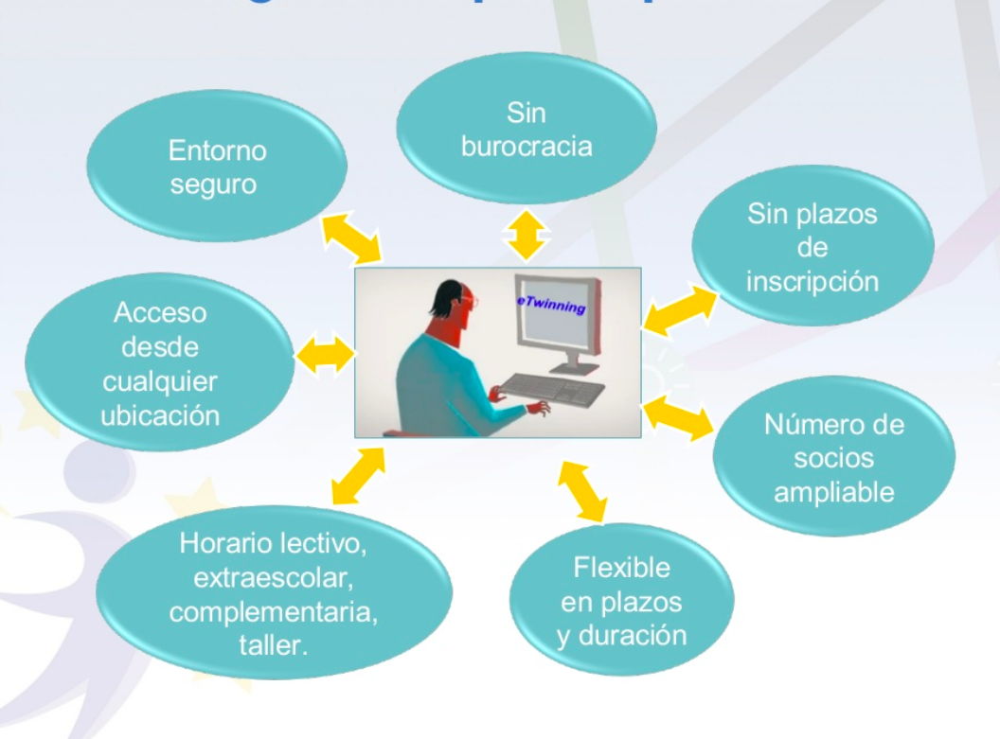 Entorno
seguro
Sin
burocracia
Sin plazos
de
inscripción
Acceso
desde
cualquier
ubicación
eTwinning
Número de
socios
ampliable
Horario lectivo,
extraescolar,
complementaria,
taller.
Flexible
en plazos
y duración